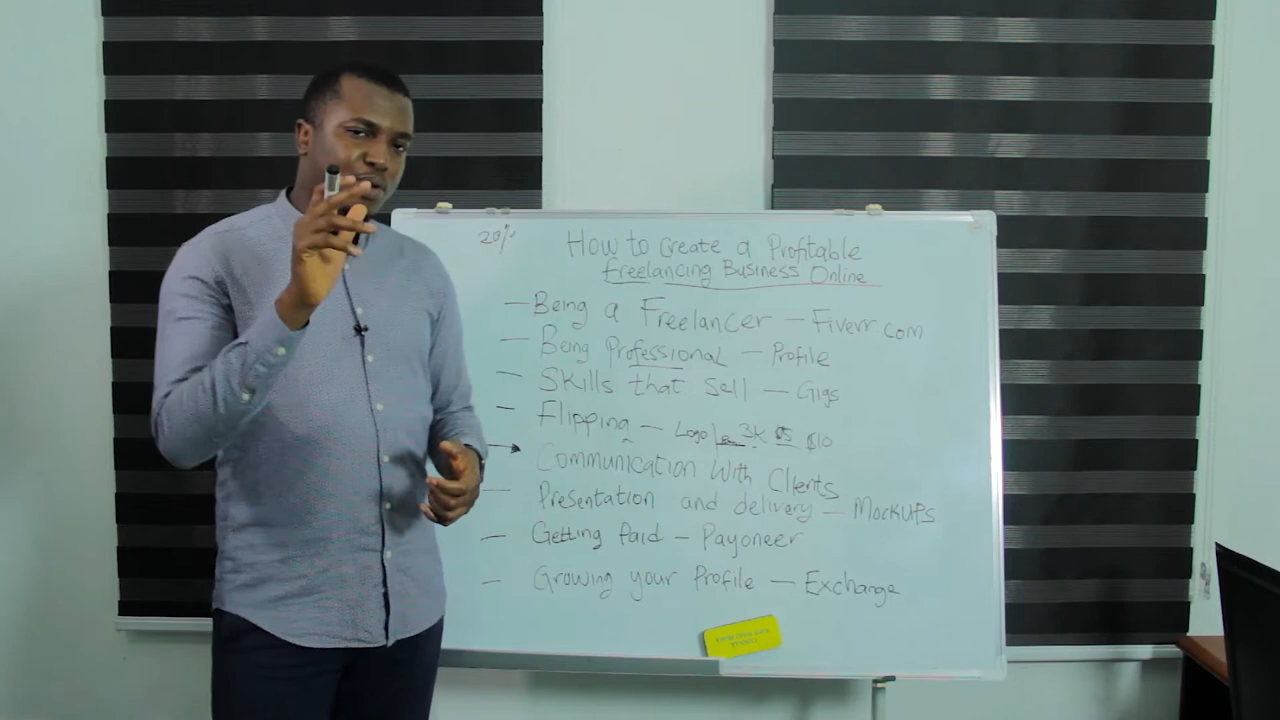 20%
How to create a Profitable
Freelancing Business Online
— Being a Freelancer — Fiverr com
— Being Professional — Profile
— Skills that Sell — Gigs
— Flipping — Logo 3K $5 $10
Communication With Clients
— Presentation and delivery — Mockups
— Getting Paid — Payoneer
— Growing your Profile — Exchange